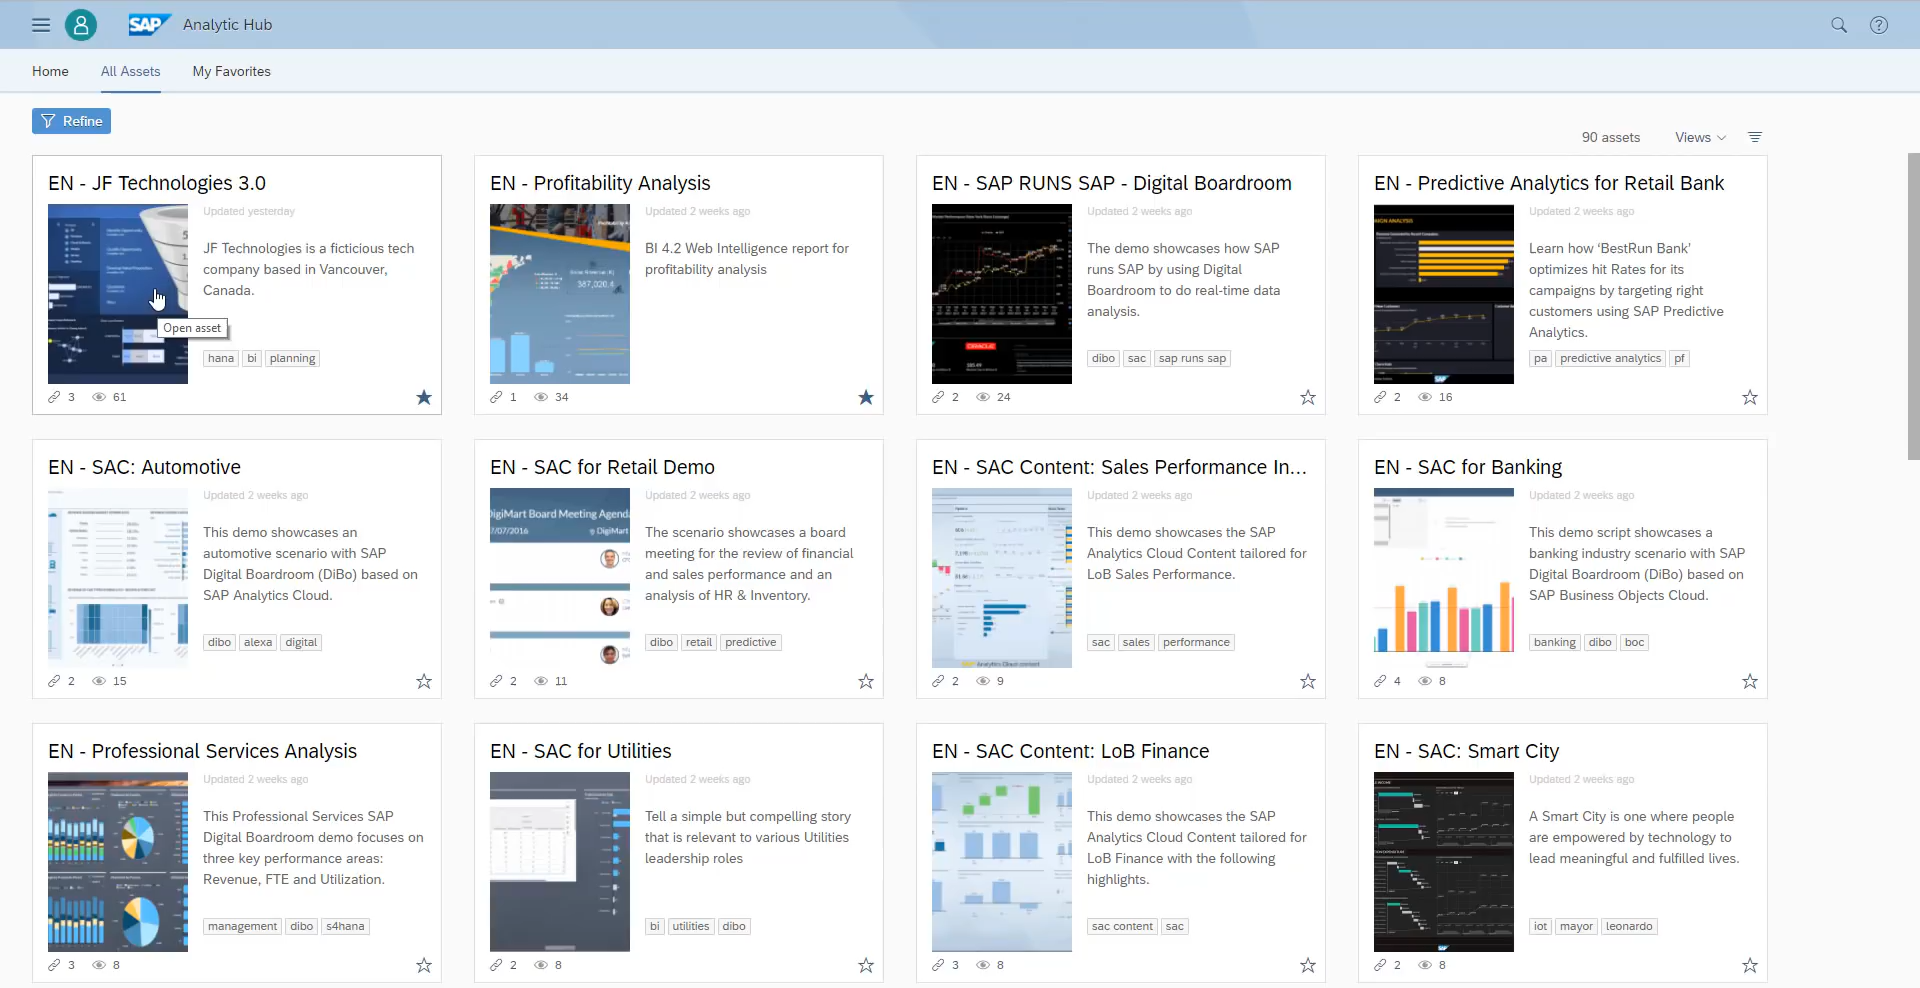 SAP Analytic Hub
Home All Assets My Favorites
Refine
90 assets Views
EN - JF Technologies 3.0
Updated yesterday
JF Technologies is a ficticious tech
company based in Vancouver,
Canada.
Open asset
hana bi planning
3 61
EN - Profitability Analysis
Updated 2 weeks ago
BI 4.2 Web Intelligence report for
profitability analysis
387,020.4
1 34
EN - SAP RUNS SAP - Digital Boardroom
Updated 2 weeks ago
The demo showcases how SAP
runs SAP by using Digital
Boardroom to do real-time data
analysis.
ORACLE
dibo sac sap runs sap
2 24
EN - Predictive Analytics for Retail Bank
Updated 2 weeks ago
Learn how ‘BestRun Bank’
optimizes hit Rates for its
campaigns by targeting right
customers using SAP Predictive
Analytics.
SAP
pa predictive analytics pf
2 16
EN - SAC: Automotive
Updated 2 weeks ago
This demo showcases an
automotive scenario with SAP
Digital Boardroom (DiBo) based on
SAP Analytics Cloud.
dibo alexa digital
2 15
EN - SAC for Retail Demo
Updated 2 weeks ago
DigiMart Board Meeting Agend
7/07/2016 DigiMart
The scenario showcases a board
meeting for the review of financial
and sales performance and an
analysis of HR & Inventory.
dibo retail predictive
2 11
EN - SAC Content: Sales Performance In...
Updated 2 weeks ago
This demo showcases the SAP
Analytics Cloud Content tailored for
LoB Sales Performance.
Analytics Cloud content
sac sales performance
2 9
EN - SAC for Banking
Updated 2 weeks ago
This demo script showcases a
banking industry scenario with SAP
Digital Boardroom (DiBo) based on
SAP Business Objects Cloud.
banking dibo boc
4 8
EN - Professional Services Analysis
Updated 2 weeks ago
This Professional Services SAP
Digital Boardroom demo focuses on
three key performance areas:
Revenue, FTE and Utilization.
management dibo s4hana
3 8
EN - SAC for Utilities
Updated 2 weeks ago
Tell a simple but compelling story
that is relevant to various Utilities
leadership roles
bi utilities dibo
2 8
EN - SAC Content: LoB Finance
Updated 2 weeks ago
This demo showcases the SAP
Analytics Cloud Content tailored for
LoB Finance with the following
highlights.
sac content sac
3 8
EN - SAC: Smart City
Updated 2 weeks ago
A Smart City is one where people
are empowered by technology to
lead meaningful and fulfilled lives.
SAP
iot mayor leonardo
2 8